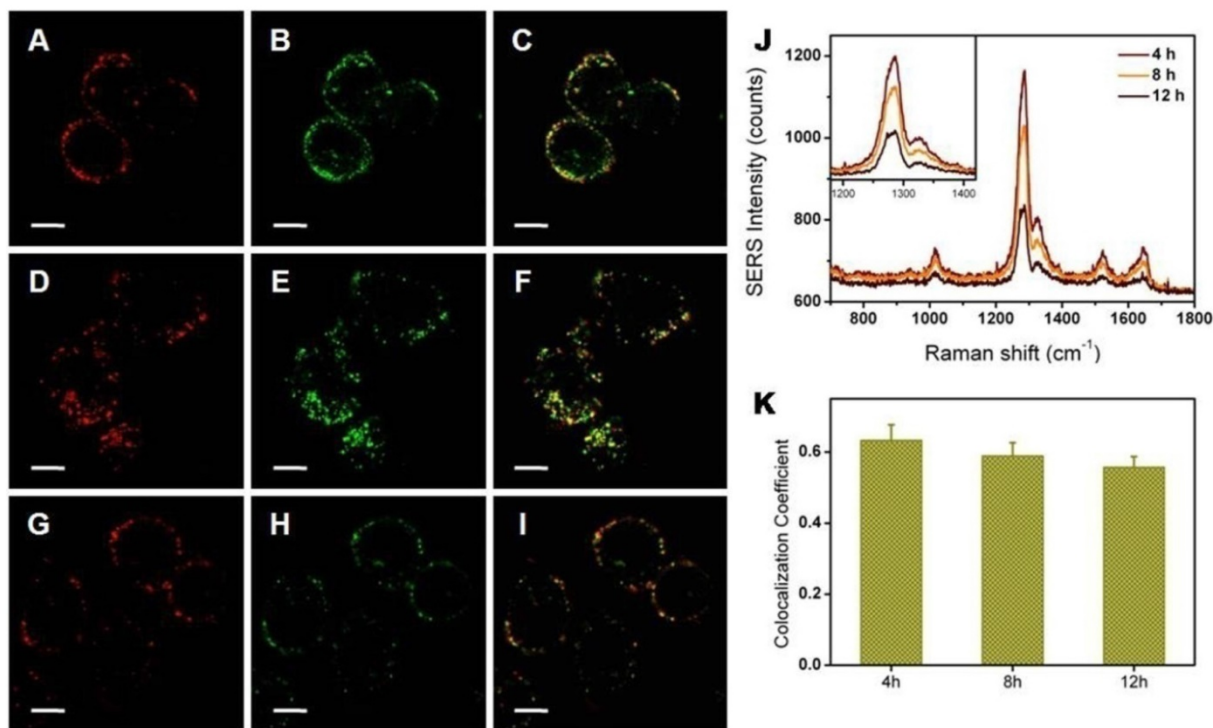 A
B
C
D
E
F
G
H
I
J
4 h
8 h
12 h
1200
1000
800
600
SERS Intensity (counts)
1200
1300
1400
800
1000
1200
1400
1600
1800
Raman shift (cm⁻¹)
K
0.6
0.4
0.2
0.0
Colocalization Coefficient
4h
8h
12h